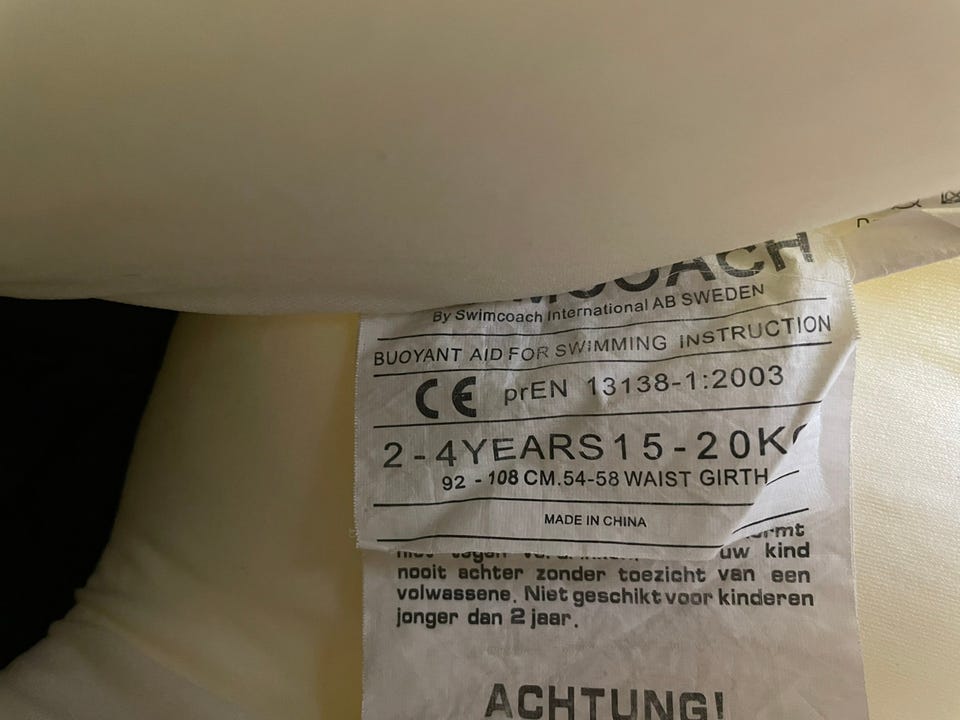 By Swimcoach International AB SWEDEN
BUOYANT AID FOR SWIMMING INSTRUCTION
CE prEN 13138-1:2003
2-4YEARS15-20K
92 - 108 CM.54-58 WAIST GIRTH
MADE IN CHINA
uw kind
nooit achter zonder toezicht van een
volwassene. Niet geschikt voor kinderen
jonger dan 2 jaar.
ACHTUNG!